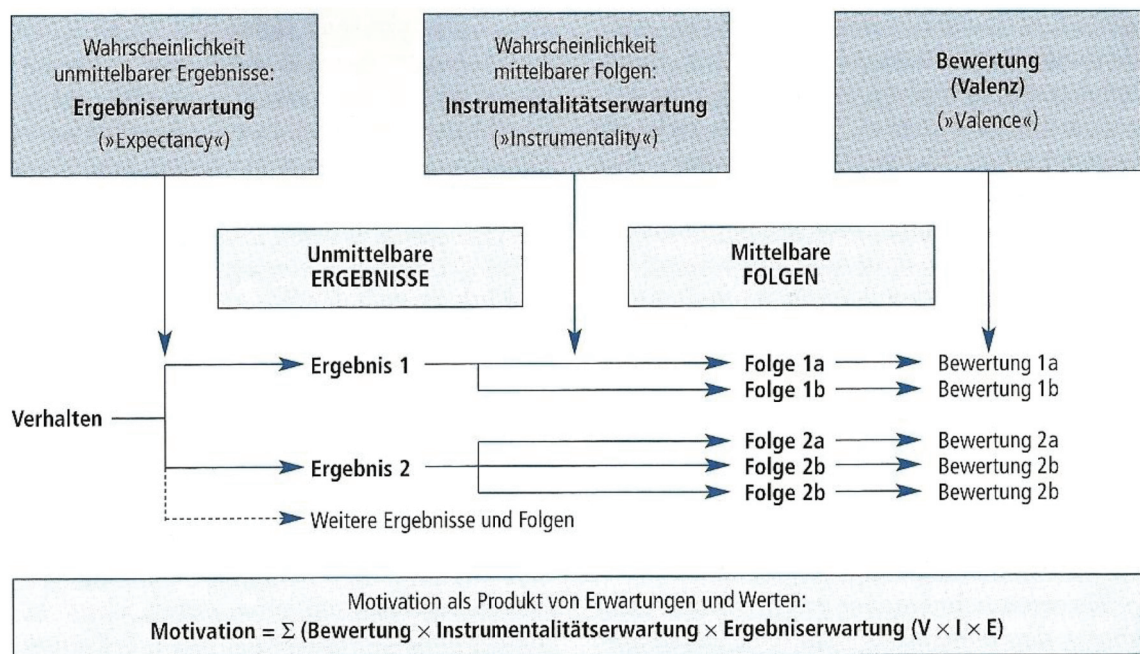 Wahrscheinlichkeit
unmittelbarer Ergebnisse:
Ergebniserwartung
(»Expectancy«)
Wahrscheinlichkeit
mittelbarer Folgen:
Instrumentalitätserwartung
(»Instrumentality«)
Bewertung
(Valenz)
(»Valence«)
Unmittelbare
ERGEBNISSE
Mittelbare
FOLGEN
Verhalten
Ergebnis 1
Folge 1a
Bewertung 1a
Folge 1b
Bewertung 1b
Ergebnis 2
Folge 2a
Bewertung 2a
Folge 2b
Bewertung 2b
Folge 2b
Bewertung 2b
Weitere Ergebnisse und Folgen
Motivation als Produkt von Erwartungen und Werten:
Motivation = Σ (Bewertung × Instrumentalitätserwartung × Ergebniserwartung (V × I × E)